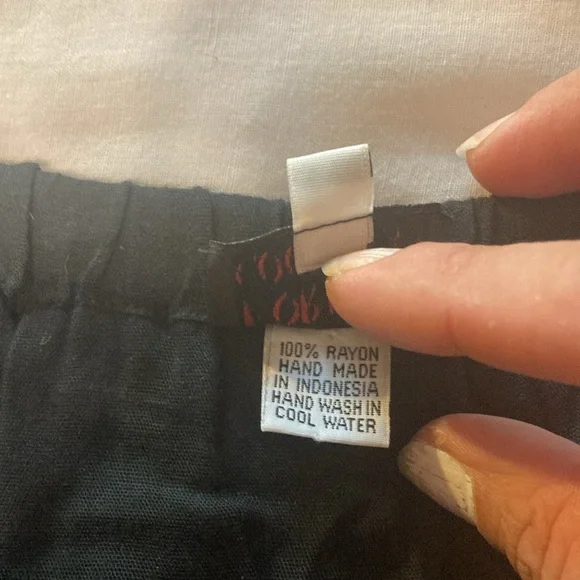 100% RAYON
HAND MADE
IN INDONESIA
HAND WASH IN
COOL WATER